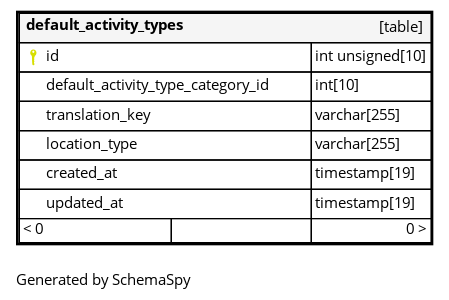 default_activity_types [table]
id int unsigned[10]
default_activity_type_category_id int[10]
translation_key varchar[255]
location_type varchar[255]
created_at timestamp[19]
updated_at timestamp[19]
< 0 0 >
Generated by SchemaSpy